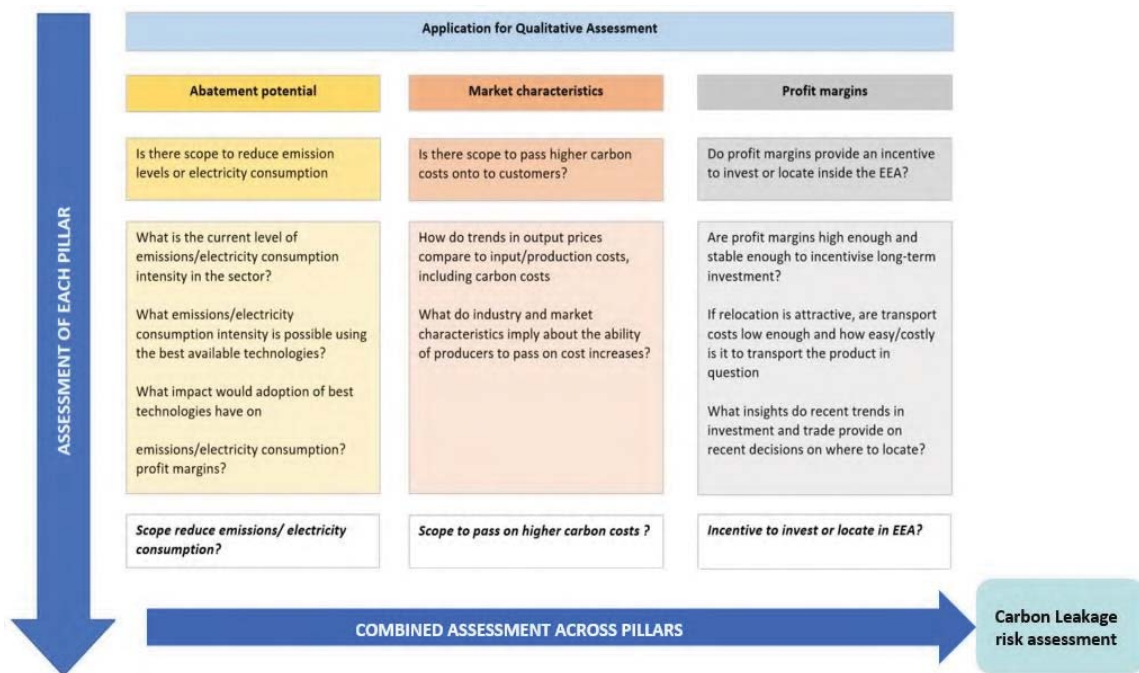 Application for Qualitative Assessment
Abatement potential
Market characteristics
Profit margins
Is there scope to reduce emission
levels or electricity consumption
Is there scope to pass higher carbon
costs onto to customers?
Do profit margins provide an incentive
to invest or locate inside the EEA?
What is the current level of
emissions/electricity consumption
intensity in the sector?
What emissions/electricity
consumption intensity is possible using
the best available technologies?
What impact would adoption of best
technologies have on
emissions/electricity consumption?
profit margins?
How do trends in output prices
compare to input/production costs,
including carbon costs
What do industry and market
characteristics imply about the ability
of producers to pass on cost increases?
Are profit margins high enough and
stable enough to incentivise long-term
investment?
If relocation is attractive, are transport
costs low enough and how easy/costly
is it to transport the product in
question
What insights do recent trends in
investment and trade provide on
recent decisions on where to locate?
Scope reduce emissions/ electricity
consumption?
Scope to pass on higher carbon costs ?
Incentive to invest or locate in EEA?
ASSESSMENT OF EACH PILLAR
COMBINED ASSESSMENT ACROSS PILLARS
Carbon Leakage
risk assessment